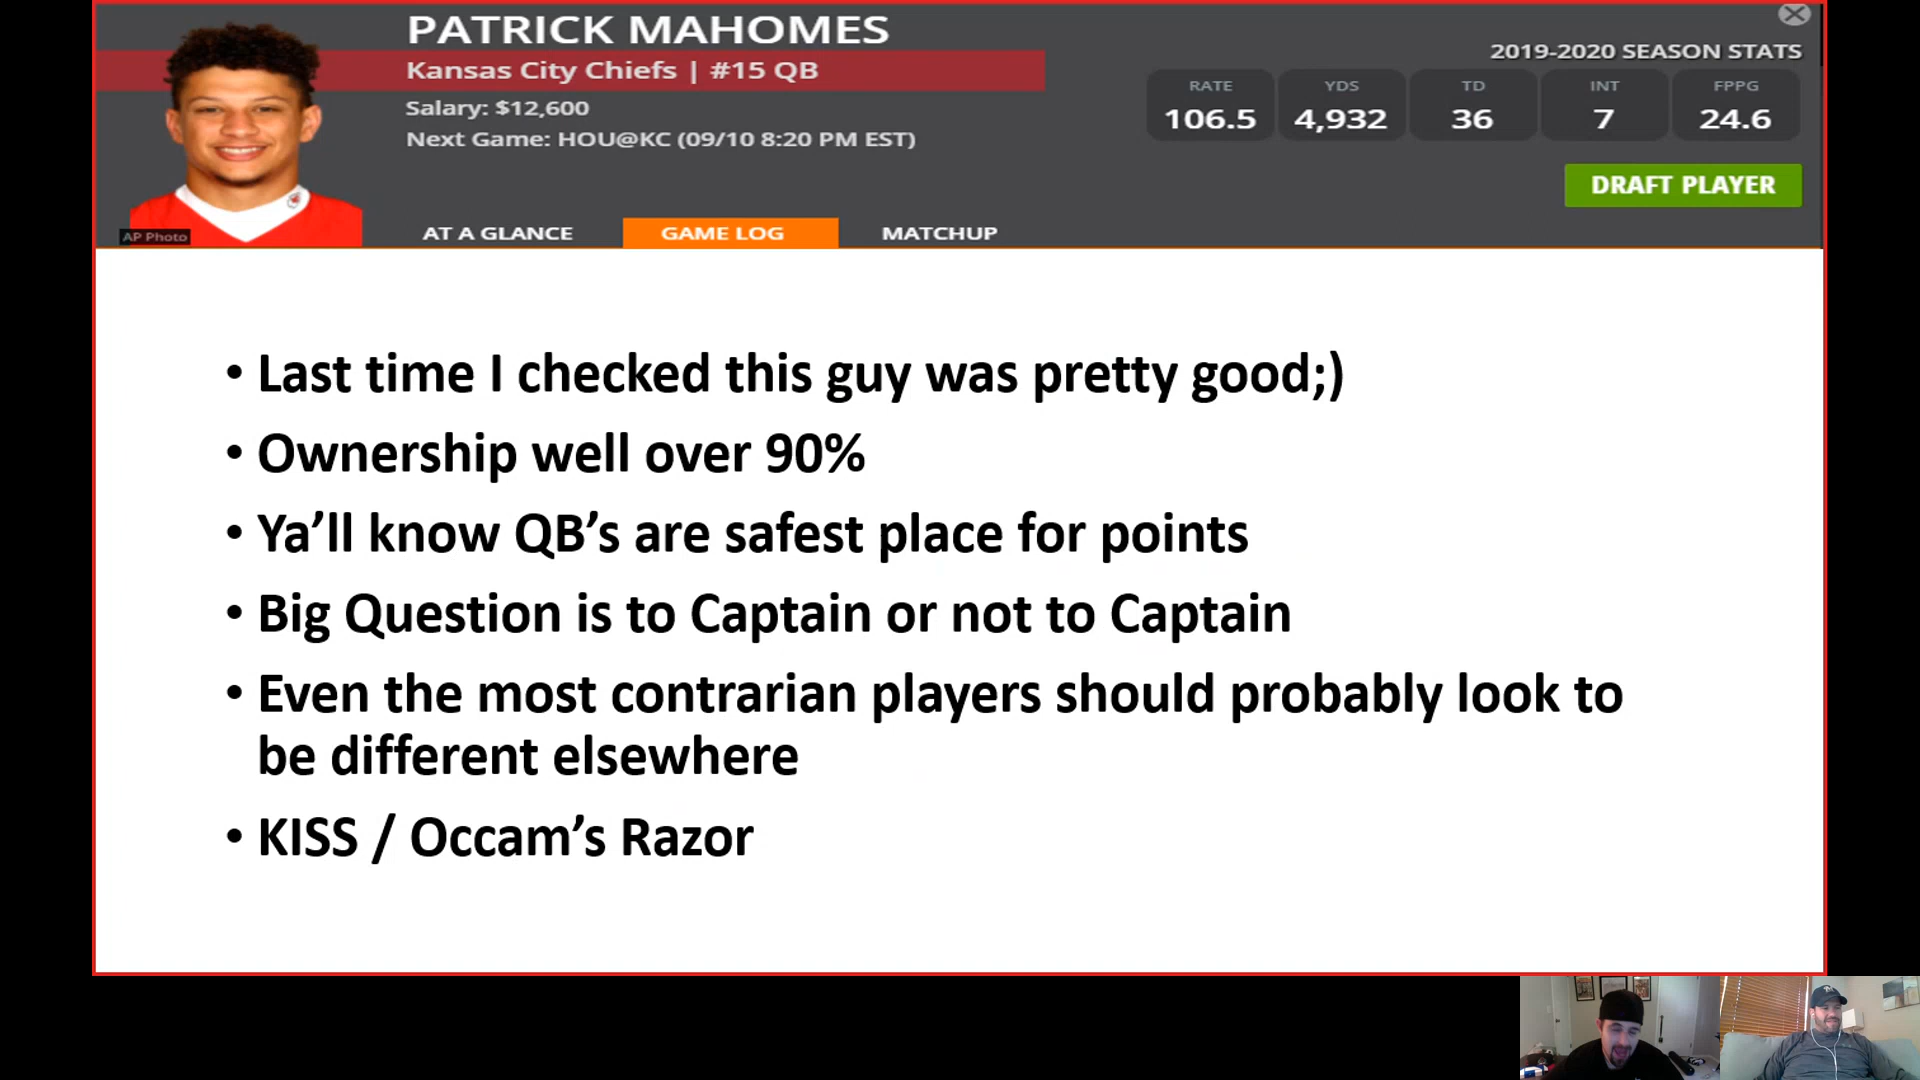 PATRICK MAHOMES
Kansas City Chiefs | #15 QB
Salary: $12,600
Next Game: HOU@KC (09/10 8:20 PM EST)
2019-2020 SEASON STATS
RATE YDS TD INT FPPG
106.5 4,932 36 7 24.6
DRAFT PLAYER
AP Photo
AT A GLANCE GAME LOG MATCHUP
• Last time I checked this guy was pretty good;)
• Ownership well over 90%
• Ya’ll know QB’s are safest place for points
• Big Question is to Captain or not to Captain
• Even the most contrarian players should probably look to
be different elsewhere
• KISS / Occam’s Razor